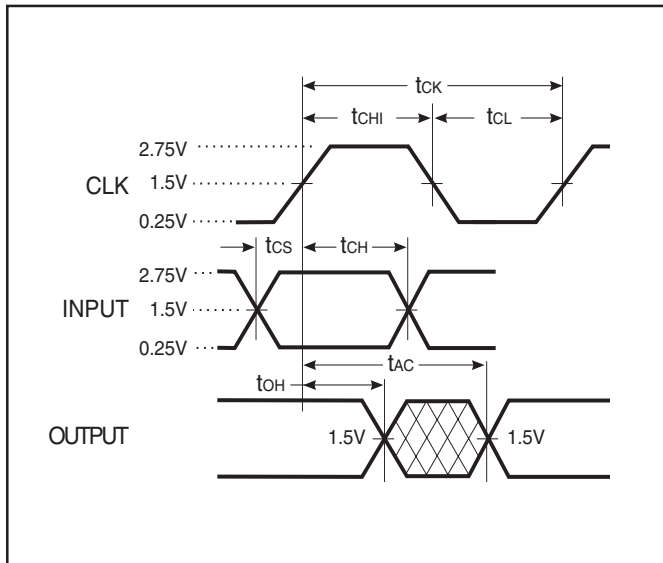 tCK
tCHI tCL
2.75V
CLK 1.5V
0.25V
tCS tCH
2.75V
INPUT 1.5V
0.25V
tAC
tOH
OUTPUT 1.5V 1.5V